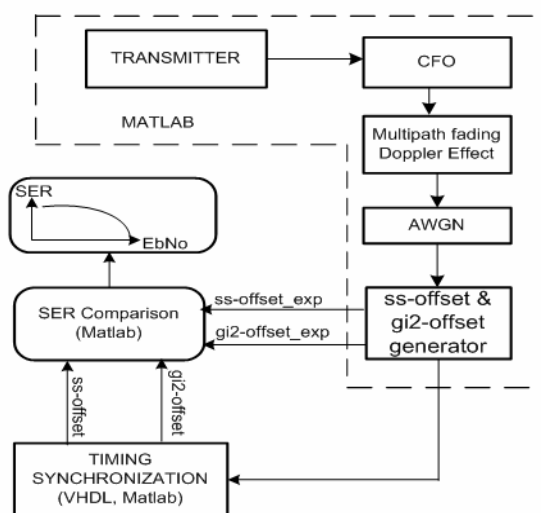 TRANSMITTER
CFO
MATLAB
Multipath fading
Doppler Effect
SER
EbNo
AWGN
SER Comparison
(Matlab)
ss-offset_exp
gi2-offset_exp
ss-offset &
gi2-offset
generator
ss-offset
gi2-offset
TIMING
SYNCHRONIZATION
(VHDL, Matlab)